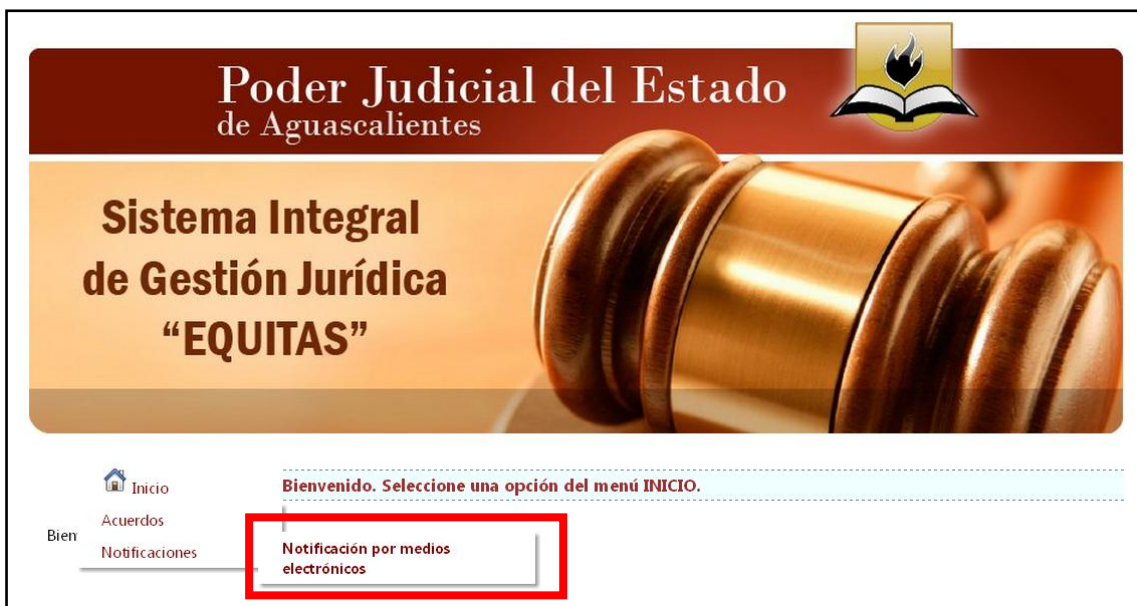 Poder Judicial del Estado
de Aguascalientes
Sistema Integral
de Gestión Jurídica
“EQUITAS”
Inicio
Bienvenido. Seleccione una opción del menú INICIO.
Acuerdos
Bien
Notificaciones
Notificación por medios
electrónicos